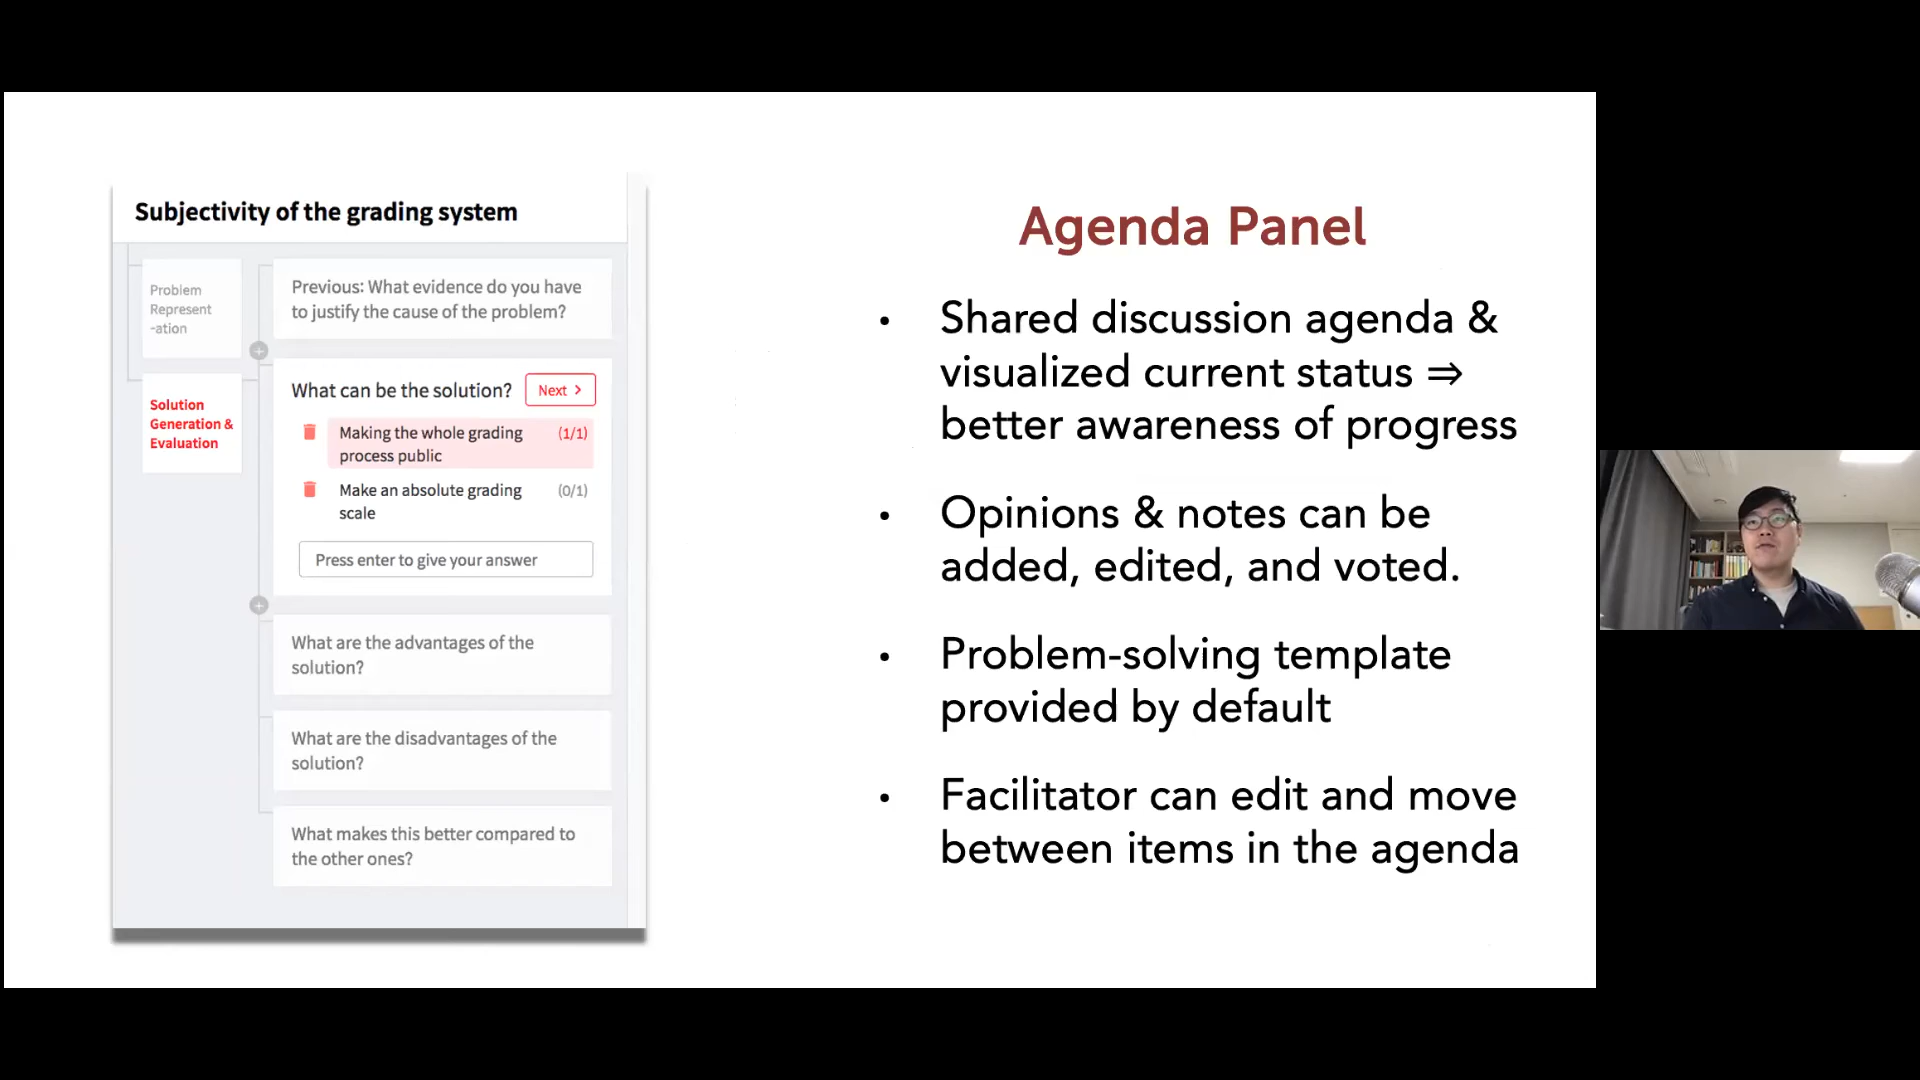 Subjectivity of the grading system
Problem
Represent
-ation
Solution
Generation &
Evaluation
Previous: What evidence do you have
to justify the cause of the problem?
What can be the solution?
Next >
Making the whole grading
process public
(1/1)
Make an absolute grading
scale
(0/1)
Press enter to give your answer
What are the advantages of the
solution?
What are the disadvantages of the
solution?
What makes this better compared to
the other ones?
Agenda Panel
• Shared discussion agenda &
visualized current status ⇒
better awareness of progress
• Opinions & notes can be
added, edited, and voted.
• Problem-solving template
provided by default
• Facilitator can edit and move
between items in the agenda